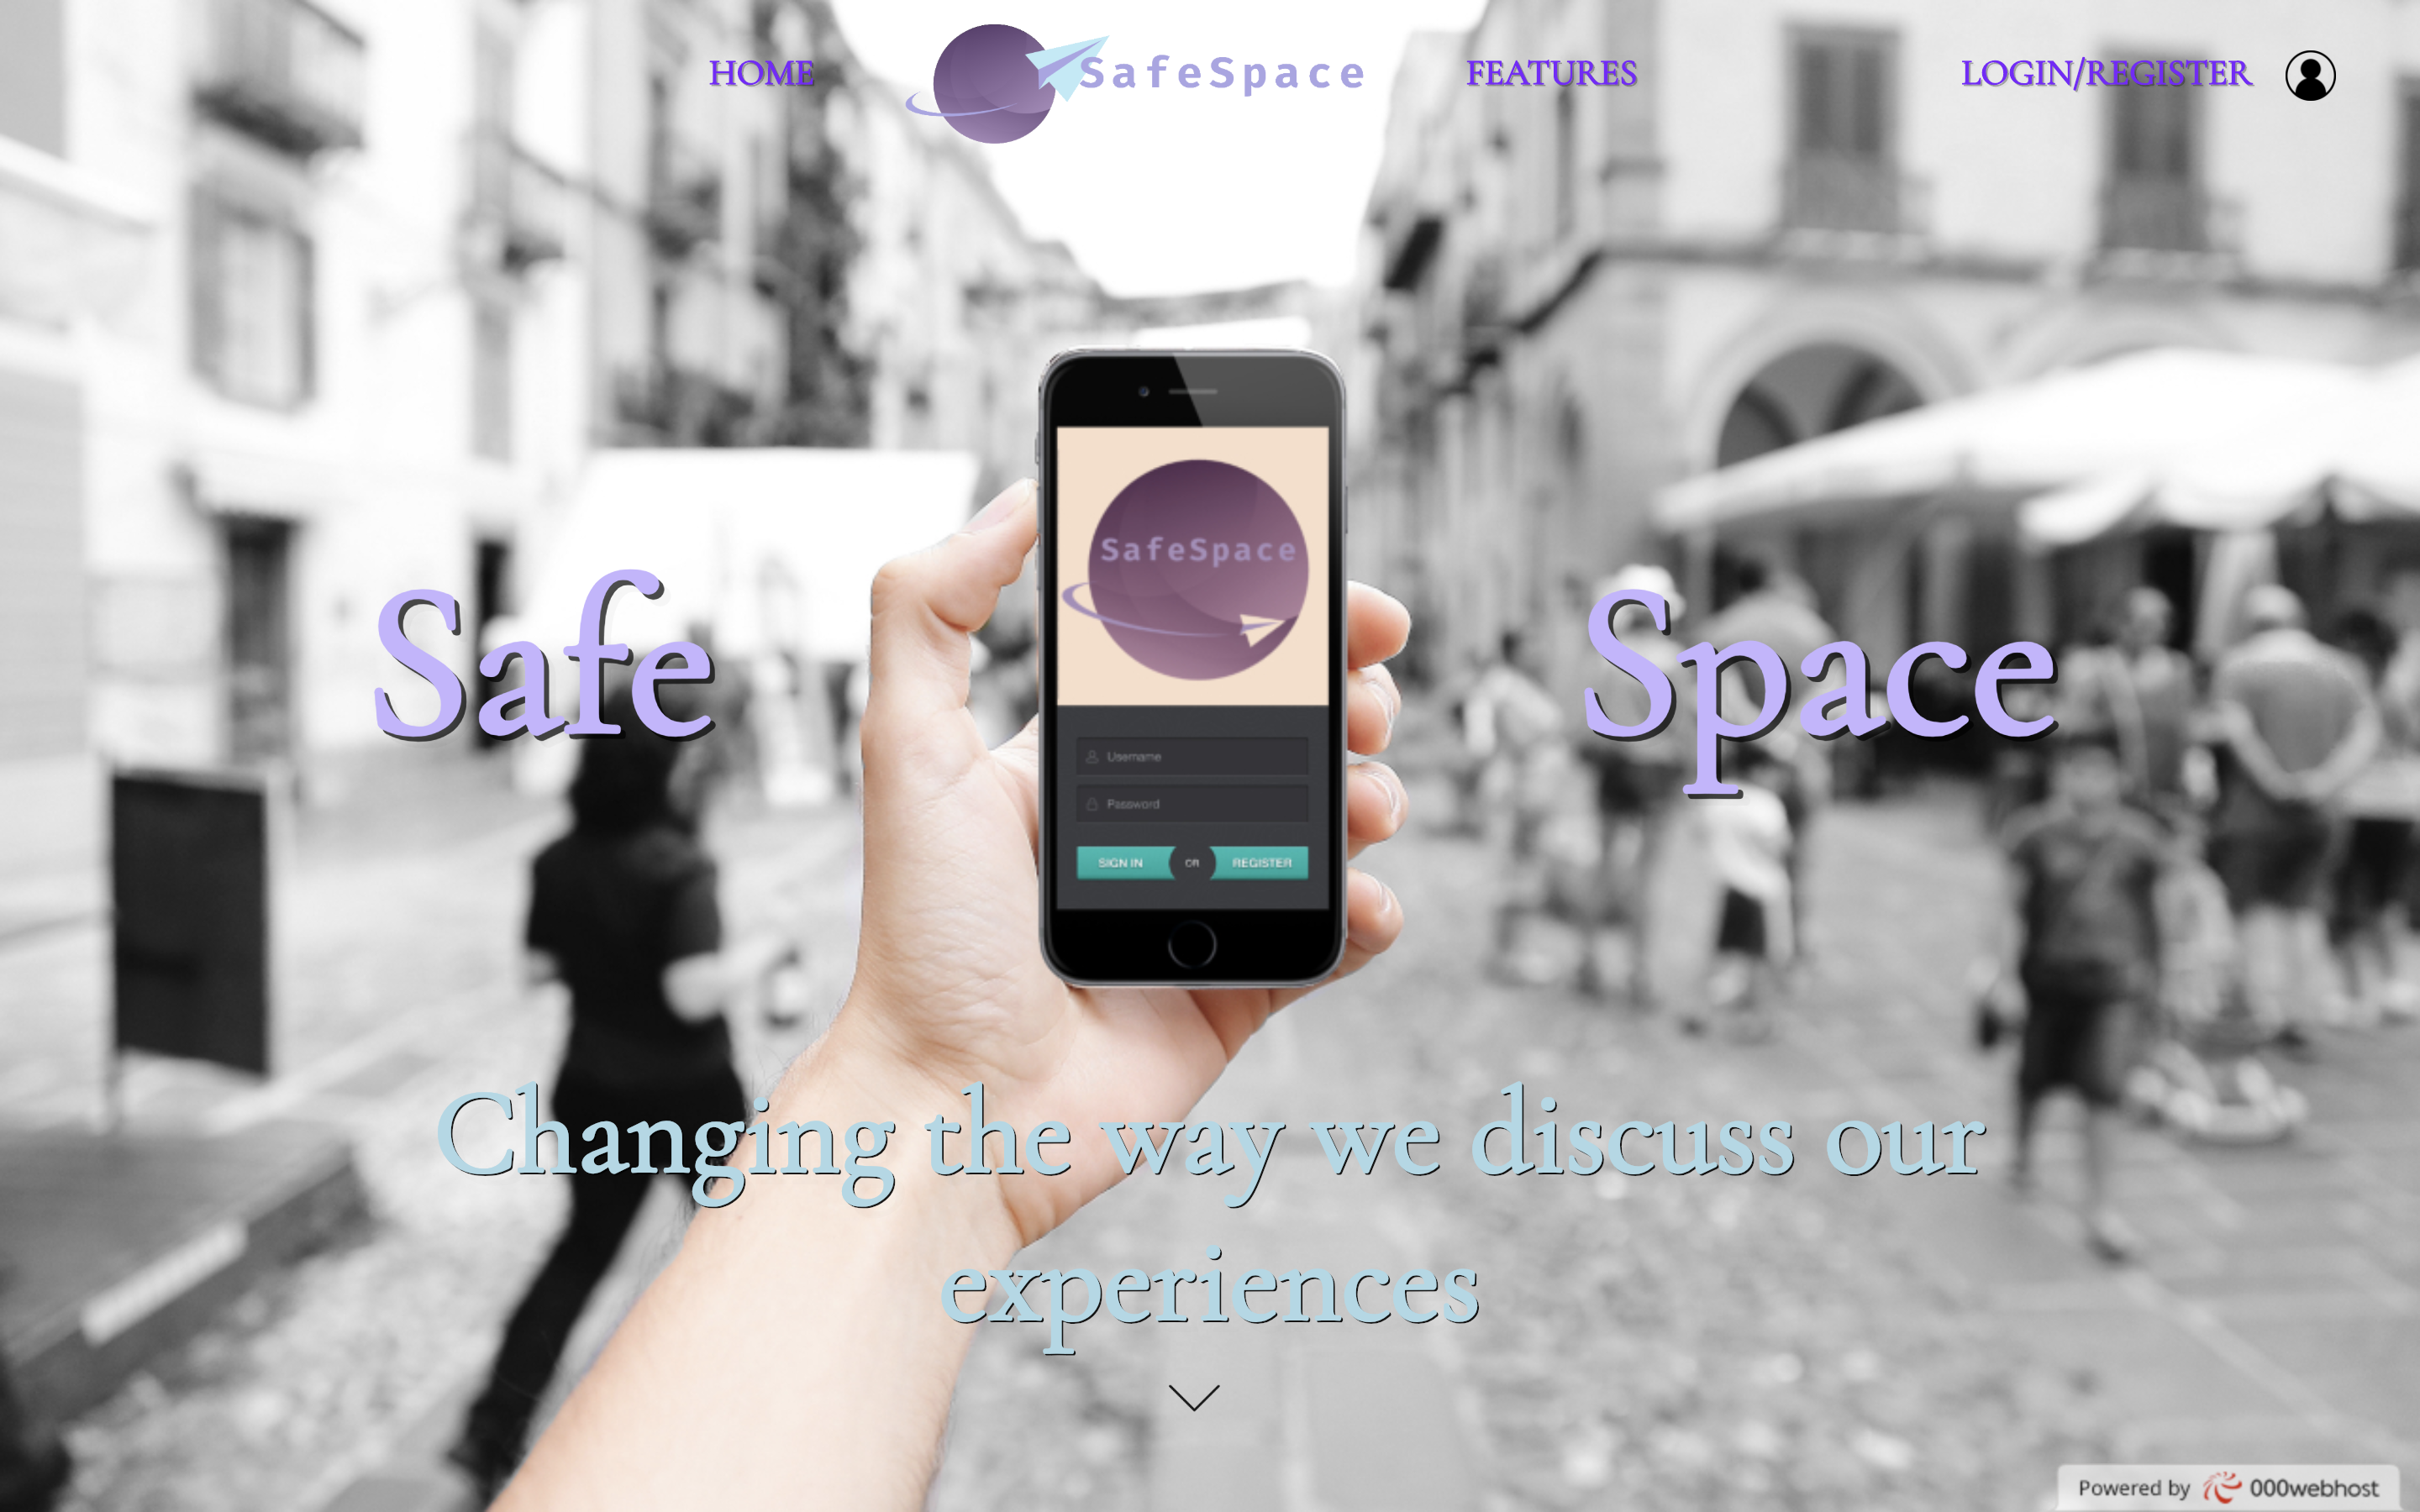 HOME
SafeSpace
FEATURES
LOGIN/REGISTER
SafeSpace
Safe
Space
Username
Password
SIGN IN
OR
REGISTER
Changing the way we discuss our
experiences
Powered by 000webhost